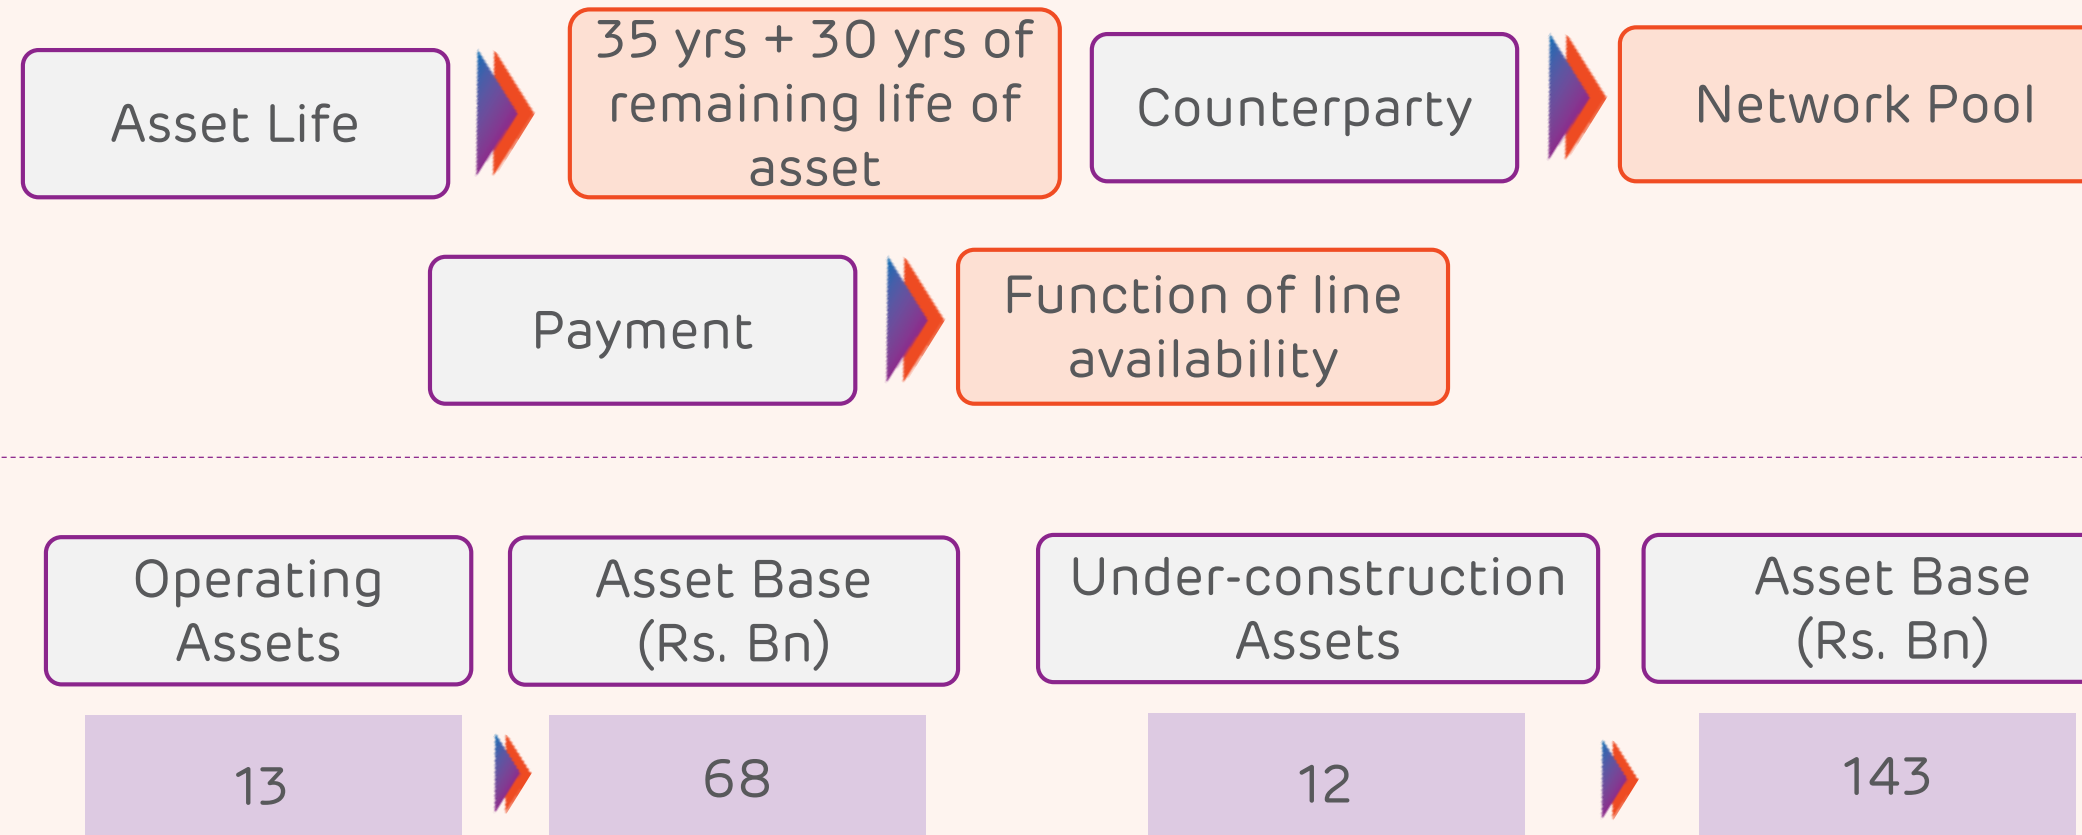 Asset Life
35 yrs + 30 yrs of
remaining life of
asset
Counterparty
Network Pool
Payment
Function of line
availability
Operating
Assets
Asset Base
(Rs. Bn)
Under-construction
Assets
Asset Base
(Rs. Bn)
13
68
12
143